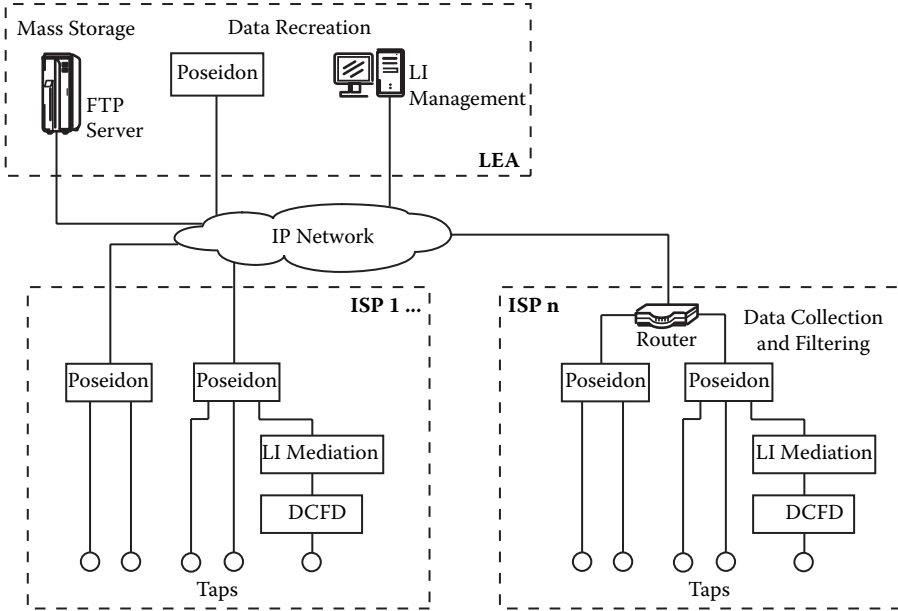 Mass Storage
Data Recreation
Poseidon
FTP
Server
LI
Management
LEA
IP Network
ISP 1 ...
Poseidon
Poseidon
LI Mediation
DCFD
Taps
ISP n
Router
Data Collection
and Filtering
Poseidon
Poseidon
LI Mediation
DCFD
Taps